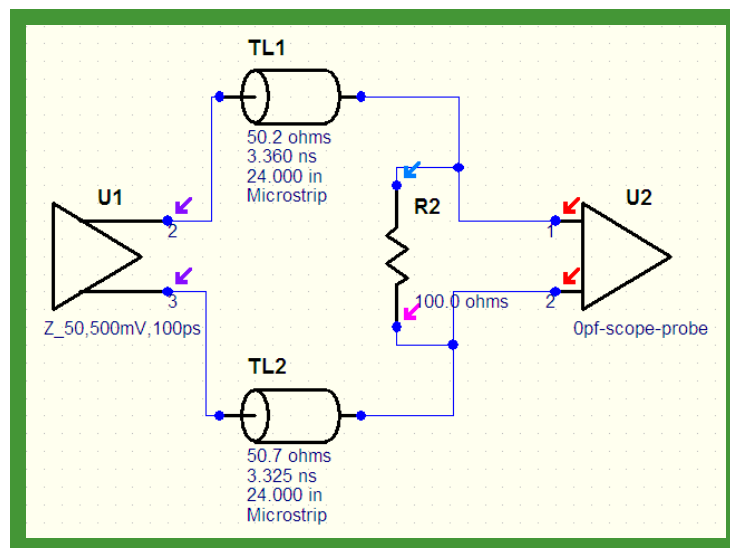 TL1
50.2 ohms
3.360 ns
24.000 in
Microstrip
U1
2
3
Z_50,500mV,100ps
R2
100.0 ohms
U2
1
2
0pf-scope-probe
TL2
50.7 ohms
3.325 ns
24.000 in
Microstrip